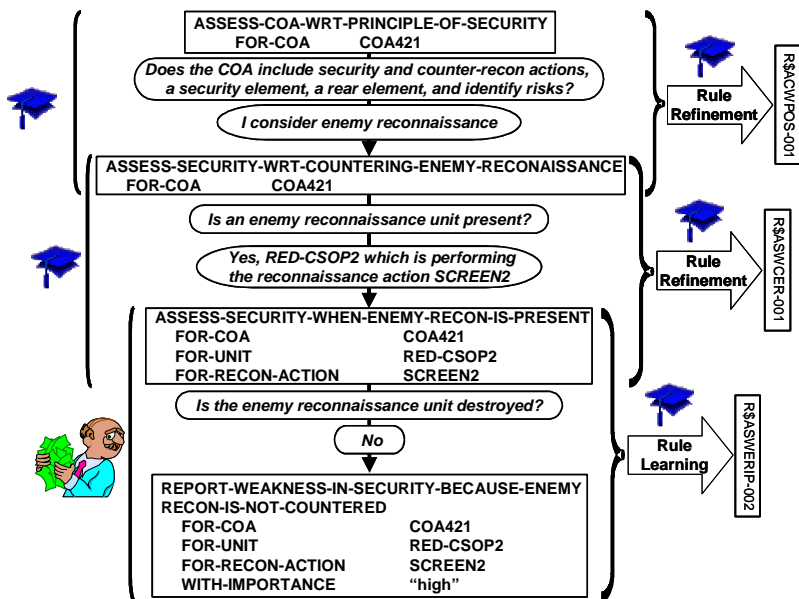 ASSESS-COA-WRT-PRINCIPLE-OF-SECURITY
FOR-COA COA421
Does the COA include security and counter-recon actions,
a security element, a rear element, and identify risks?
I consider enemy reconnaissance
Rule
Refinement
R$ACWPOS-001
ASSESS-SECURITY-WRT-COUNTERING-ENEMY-RECONAISSANCE
FOR-COA COA421
Is an enemy reconnaissance unit present?
Yes, RED-CSOP2 which is performing
the reconnaissance action SCREEN2
Rule
Refinement
R$ASWCER-001
ASSESS-SECURITY-WHEN-ENEMY-RECON-IS-PRESENT
FOR-COA COA421
FOR-UNIT RED-CSOP2
FOR-RECON-ACTION SCREEN2
Is the enemy reconnaissance unit destroyed?
No
Rule
Learning
R$ASWERIP-002
REPORT-WEAKNESS-IN-SECURITY-BECAUSE-ENEMY
RECON-IS-NOT-COUNTERED
FOR-COA COA421
FOR-UNIT RED-CSOP2
FOR-RECON-ACTION SCREEN2
WITH-IMPORTANCE “high”